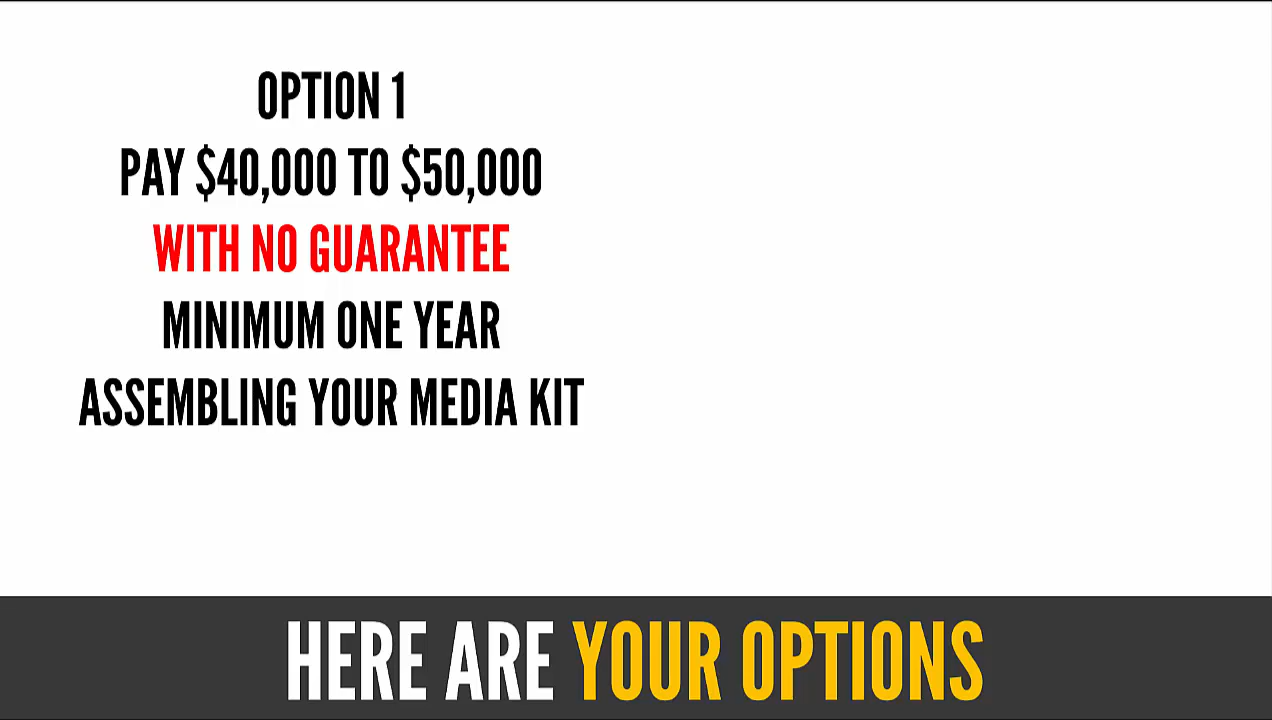 OPTION 1
PAY $40,000 TO $50,000
WITH NO GUARANTEE
MINIMUM ONE YEAR
ASSEMBLING YOUR MEDIA KIT
HERE ARE YOUR OPTIONS